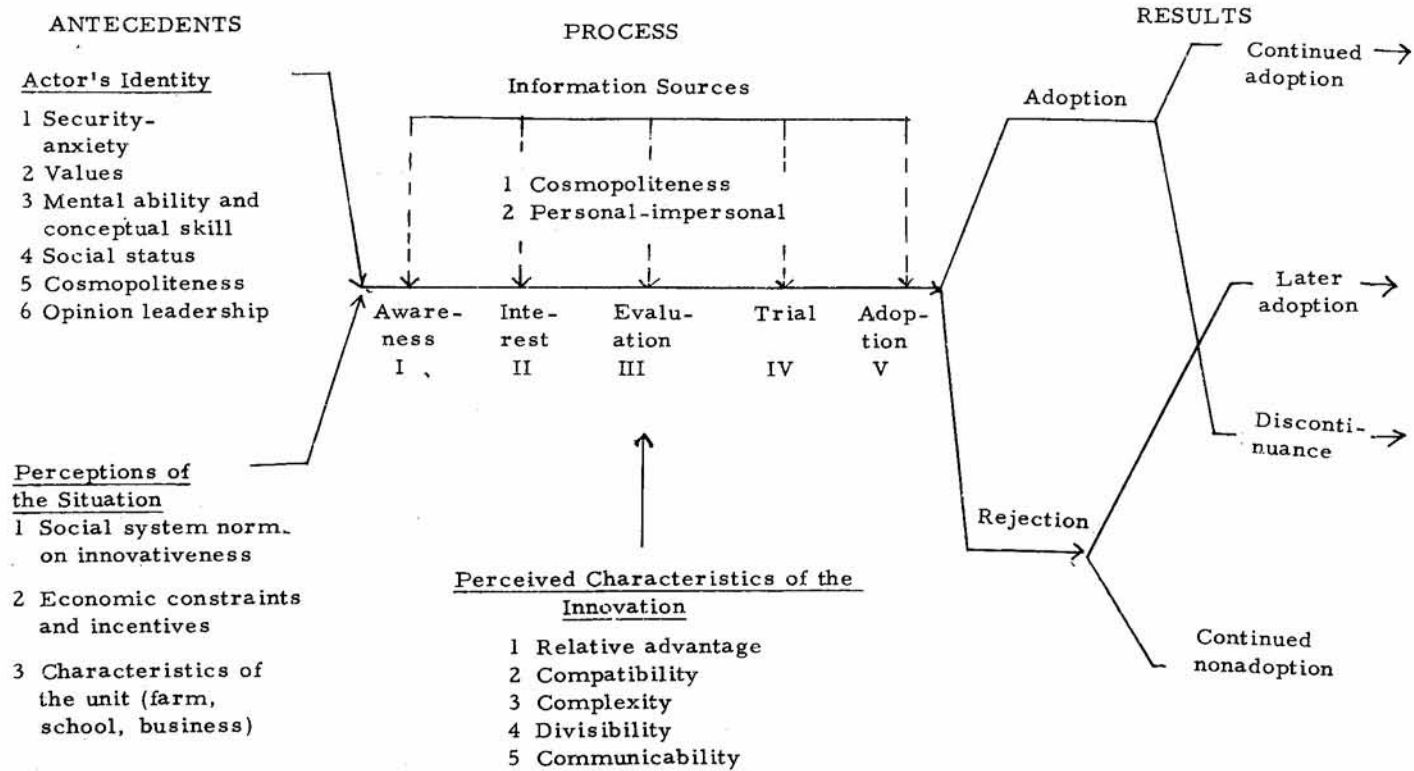 ANTECEDENTS
PROCESS
RESULTS
Actor's Identity
1 Security-
anxiety
2 Values
3 Mental ability and
conceptual skill
4 Social status
5 Cosmopoliteness
6 Opinion leadership
Perceptions of
the Situation
1 Social system norm
on innovativeness
2 Economic constraints
and incentives
3 Characteristics of
the unit (farm,
school, business)
Information Sources
1 Cosmopoliteness
2 Personal-impersonal
Aware-
ness
I
Inte-
rest
II
Evalu-
ation
III
Trial
IV
Adop-
tion
V
Perceived Characteristics of the
Innovation
1 Relative advantage
2 Compatibility
3 Complexity
4 Divisibility
5 Communicability
Adoption
Rejection
Continued
adoption
Later
adoption
Disconti-
nuance
Continued
nonadoption